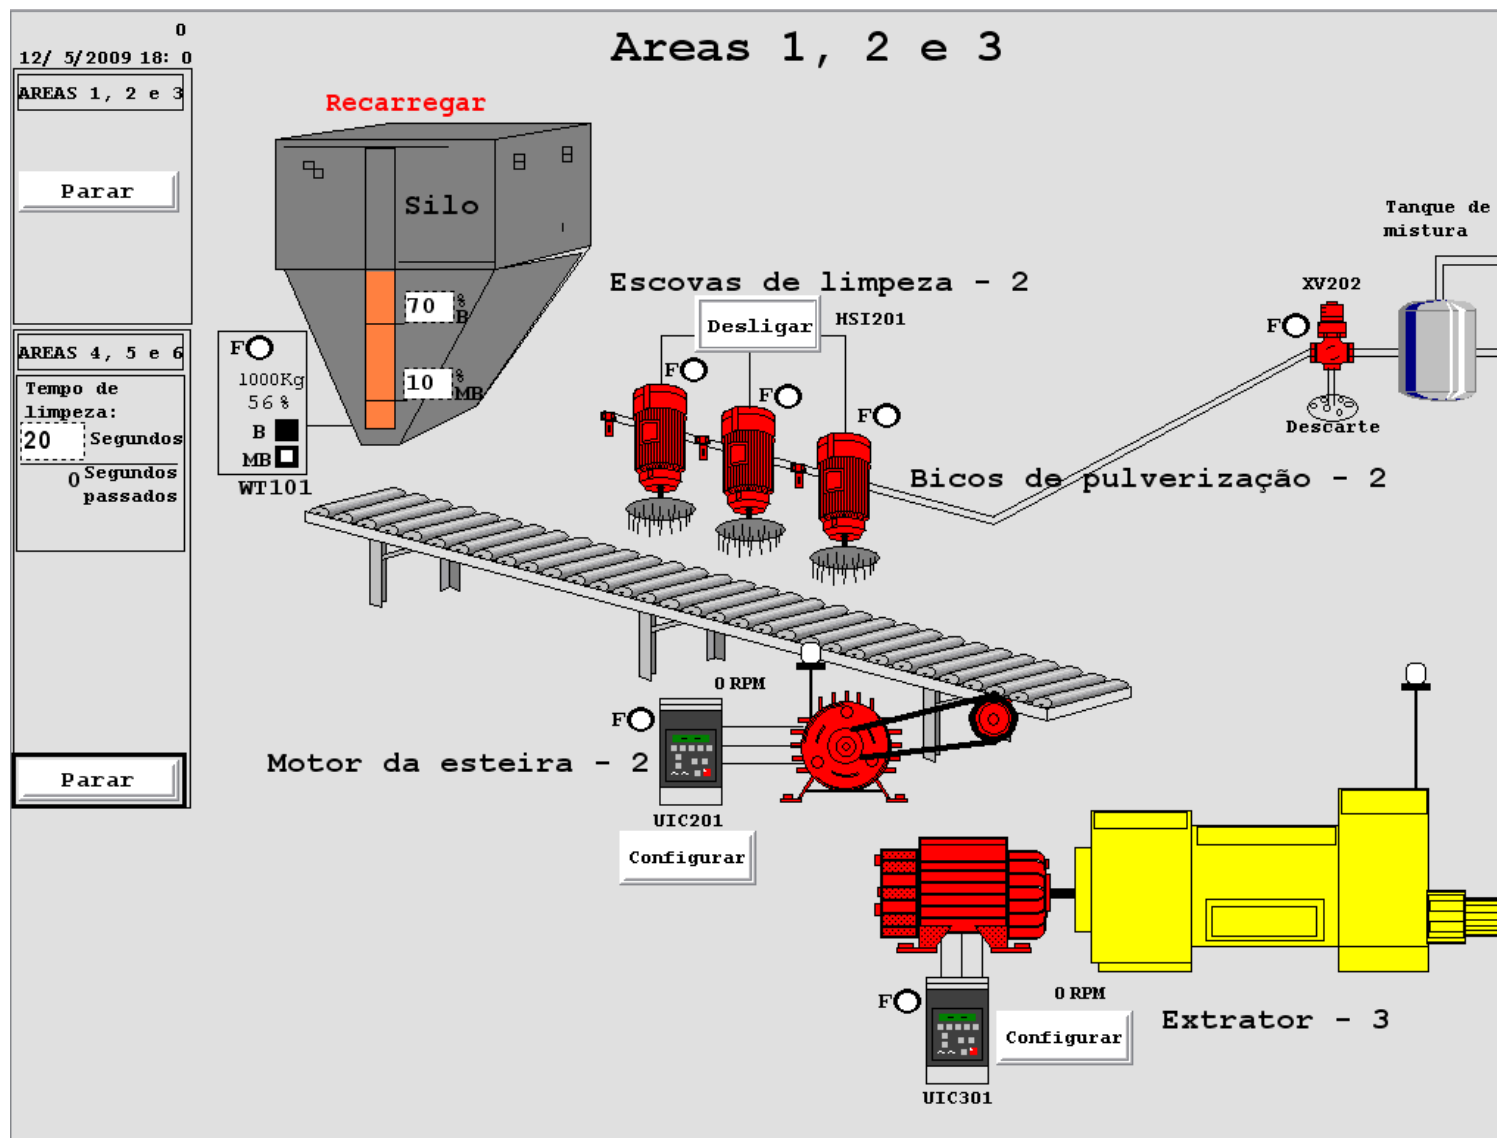 0
12/ 5/2009 18: 0
Areas 1, 2 e 3
AREAS 1, 2 e 3
Parar
Recarregar
Silo
70 %
B
10 %
MB
F
1000Kg
56 %
B
MB
WT101
Escovas de limpeza - 2
Desligar
HSI201
F
F
F
Tanque de
mistura
XV202
F
Descarte
Bicos de pulverização - 2
AREAS 4, 5 e 6
Tempo de
limpeza:
20 Segundos
0 Segundos
passados
Parar
0 RPM
F
Motor da esteira - 2
UIC201
Configurar
F
0 RPM
Configurar
Extrator - 3
UIC301